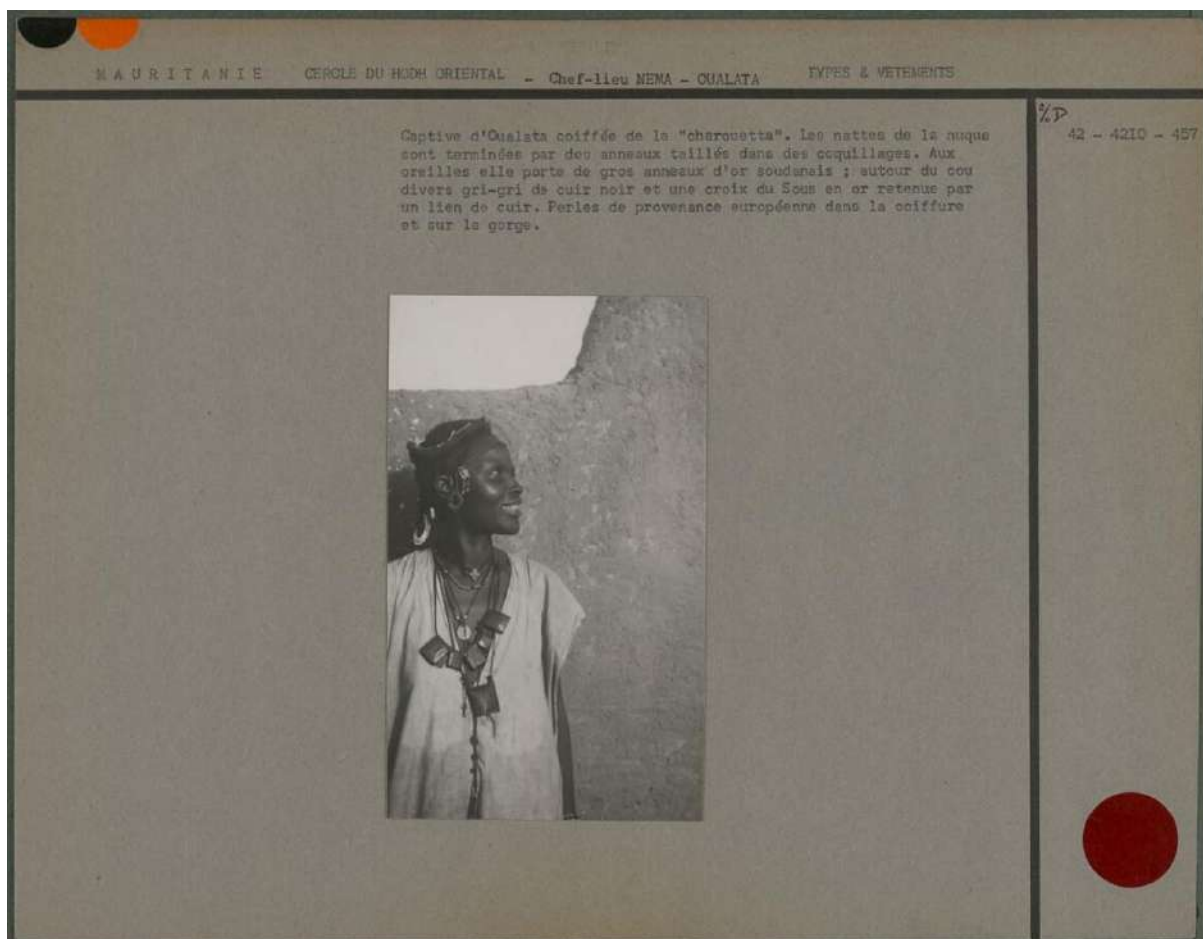 MAURITANIE CERCLE DU HODH ORIENTAL - Chef-lieu NEMA - OUALATA TYPES & VETEMENTS
Captive d'Oualata coiffée de la "charouetta". Les nattes de la nuque
sont terminées par des anneaux taillés dans des coquillages. Aux
oreilles elle porte de gros anneaux d'or soudanais ; autour du cou
divers gri-gri de cuir noir et une croix du Sous en or retenue par
un lien de cuir. Perles de provenance européenne dans la coiffure
et sur la gorge.
42 - 4210 - 457